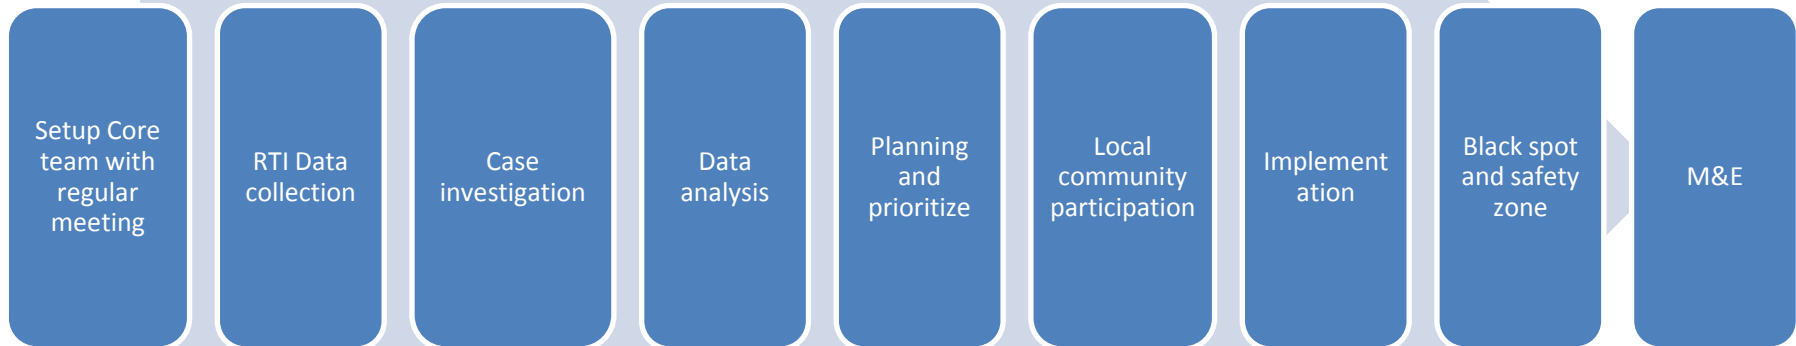 Setup Core
team with
regular
meeting
RTI Data
collection
Case
investigation
Data
analysis
Planning
and
prioritize
Local
community
participation
Implement
ation
Black spot
and safety
zone
M&E